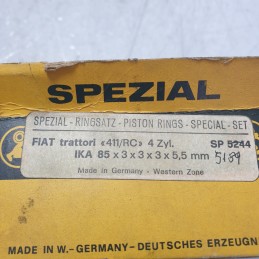 SPEZIAL
SPEZIAL - RINGSATZ - PISTON RINGS - SPECIAL - SET
FIAT trattori «411/RC» 4 Zyl. SP 5244
IKA 85 x 3 x 3 x 3 x 5,5 mm 5189
Made in Germany - Western Zone
MADE IN W.-GERMANY - DEUTSCHES ERZEUGN